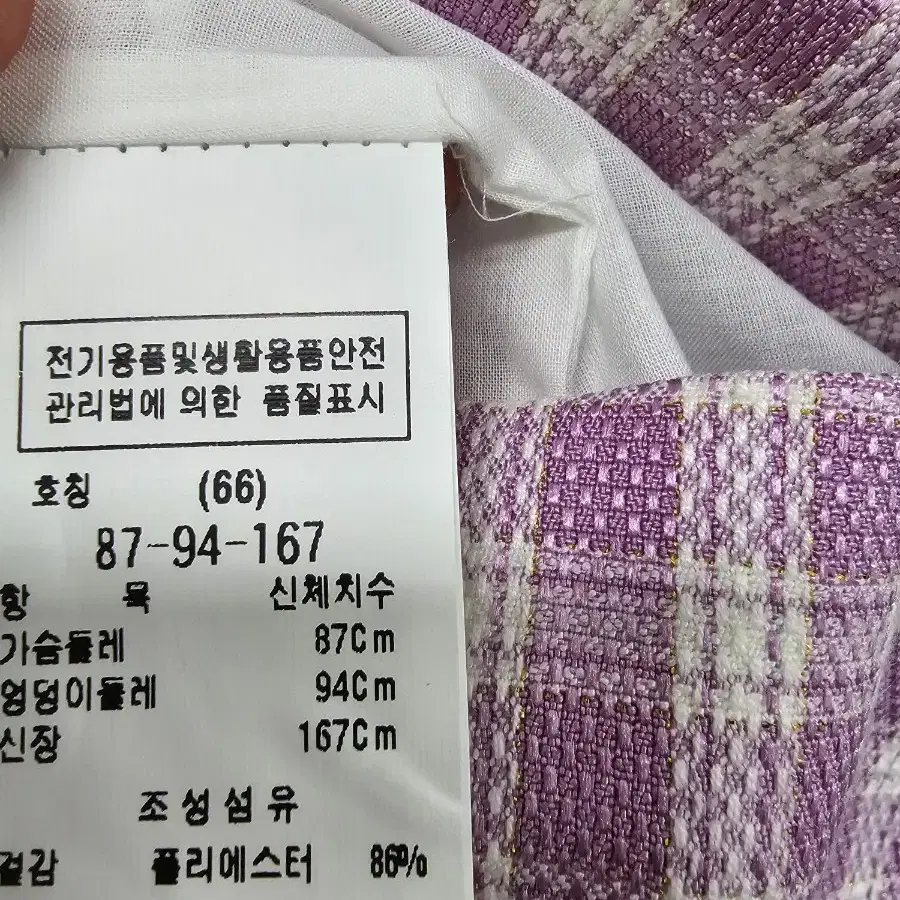 전기용품및생활용품안전
관리법에 의한 품질표시
호칭 (66)
87-94-167
항 목 신체치수
가슴둘레 87Cm
엉덩이둘레 94Cm
신장 167Cm
조성섬유
겉감 폴리에스터 86%